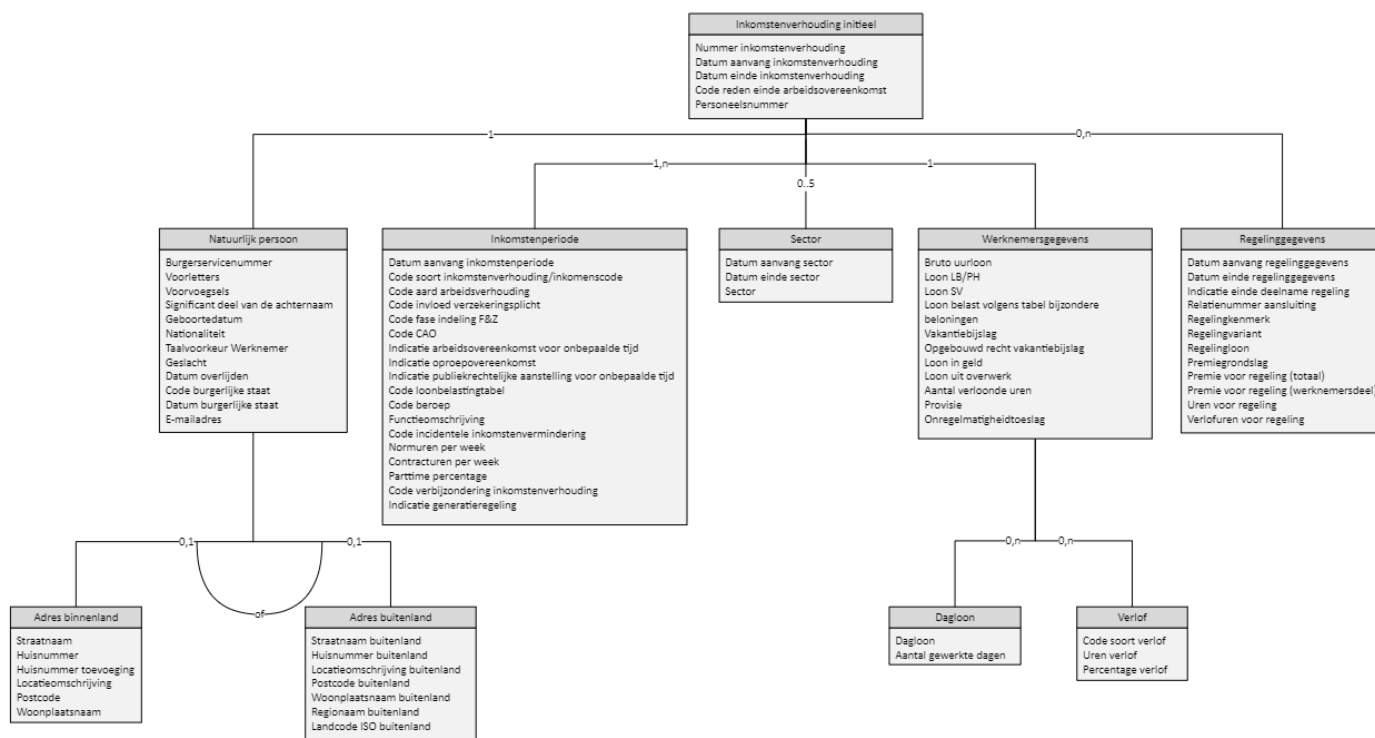 Inkomstenverhouding initieel
Nummer inkomstenverhouding
Datum aanvang inkomstenverhouding
Datum einde inkomstenverhouding
Code reden einde arbeidsovereenkomst
Personeelsnummer
1
1,n
0..5
1
0,n
Natuurlijk persoon
Burgerservicenummer
Voorletters
Voorvoegsels
Significant deel van de achternaam
Geboortedatum
Nationaliteit
Taalvoorkeur Werknemer
Geslacht
Datum overlijden
Code burgerlijke staat
Datum burgerlijke staat
E-mailadres
Inkomstenperiode
Datum aanvang inkomstenperiode
Code soort inkomstenverhouding/inkomenscode
Code aard arbeidsverhouding
Code invloed verzekeringsplicht
Code fase indeling F&Z
Code CAO
Indicatie arbeidsovereenkomst voor onbepaalde tijd
Indicatie oproepovereenkomst
Indicatie publiekrechtelijke aanstelling voor onbepaalde tijd
Code loonbelastingtabel
Code beroep
Functieomschrijving
Code incidentele inkomstenvermindering
Normuren per week
Contracturen per week
Parttime percentage
Code verbijzondering inkomstenverhouding
Indicatie generatieregeling
Sector
Datum aanvang sector
Datum einde sector
Sector
Werknemersgegevens
Bruto uurloon
Loon LB/PH
Loon SV
Loon belast volgens tabel bijzondere
beloningen
Vakantiebijslag
Opgebouwd recht vakantiebijslag
Loon in geld
Loon uit overwerk
Aantal verloonde uren
Provisie
Onregelmatigheidtoeslag
Regelinggegevens
Datum aanvang regelinggegevens
Datum einde regelinggegevens
Indicatie einde deelname regeling
Relatienummer aansluiting
Regelingkenmerk
Regelingvariant
Regelingloon
Premiegrondslag
Premie voor regeling (totaal)
Premie voor regeling (werknemersdeel)
Uren voor regeling
Verlofuren voor regeling
0,1
0,1
of
0,n
0,n
Adres binnenland
Straatnaam
Huisnummer
Huisnummer toevoeging
Locatieomschrijving
Postcode
Woonplaatsnaam
Adres buitenland
Straatnaam buitenland
Huisnummer buitenland
Locatieomschrijving buitenland
Postcode buitenland
Woonplaatsnaam buitenland
Regionaam buitenland
Landcode ISO buitenland
Dagloon
Dagloon
Aantal gewerkte dagen
Verlof
Code soort verlof
Uren verlof
Percentage verlof